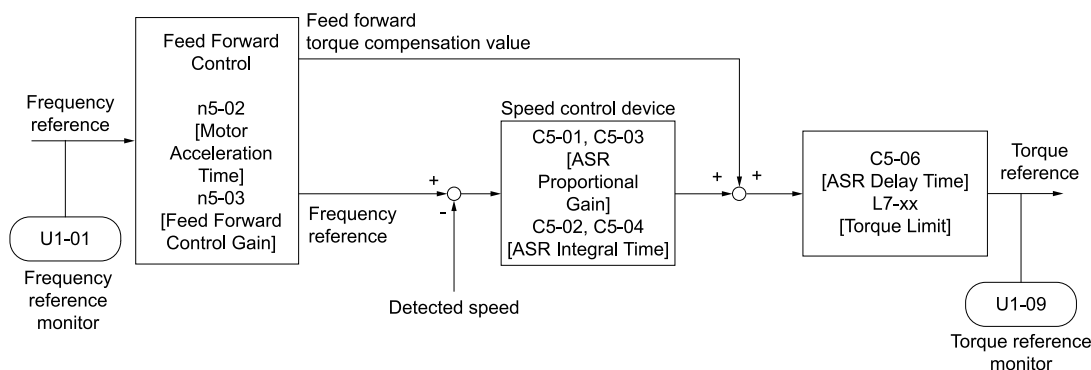 Feed forward
torque compensation value
Feed Forward
Control
n5-02
[Motor
Acceleration
Time]
n5-03
[Feed Forward
Control Gain]
Frequency
reference
U1-01
Frequency
reference
monitor
Frequency
reference
+
-
Detected speed
Speed control device
C5-01, C5-03
[ASR
Proportional
Gain]
C5-02, C5-04
[ASR Integral Time]
+
+
C5-06
[ASR Delay Time]
L7-xx
[Torque Limit]
Torque
reference
U1-09
Torque reference
monitor